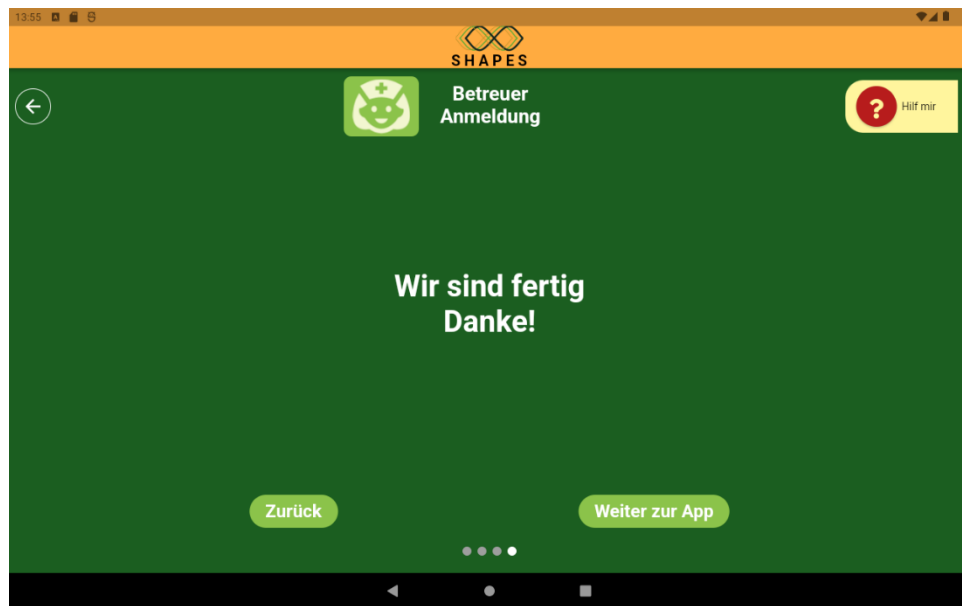 13:55
SHAPES
Betreuer
Anmeldung
?
Hilf mir
Wir sind fertig
Danke!
Zurück
Weiter zur App